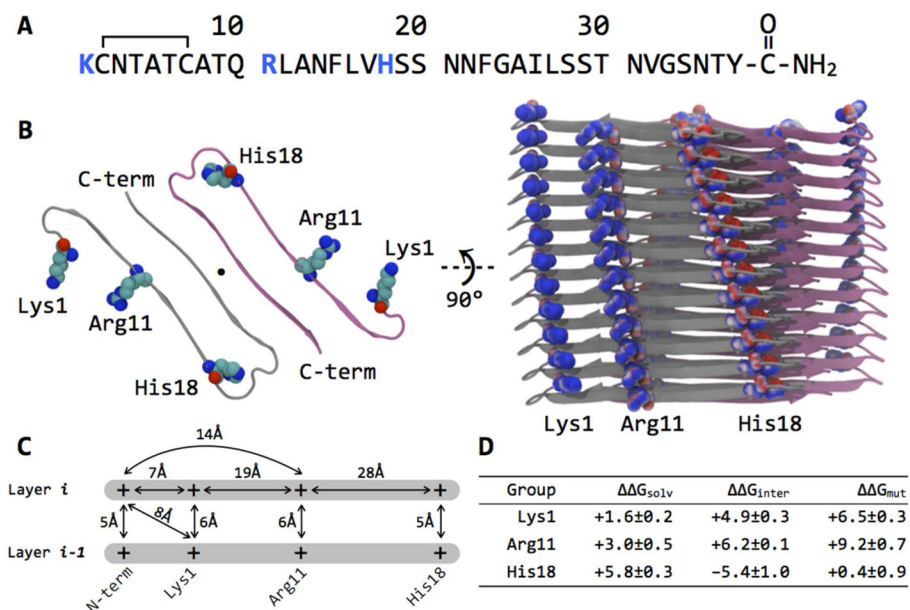 A
10 20 30 O
KCNTATCATQ RLANFLVHSS NNFGAILSST NVGSNTY-C-NH₂
B
His18
C-term
Arg11
Lys1
Lys1
Arg11
His18
C-term
90°
Lys1 Arg11 His18
C
14Å
7Å 19Å 28Å
Layer i + + + +
5Å 8Å 6Å 6Å 5Å
Layer i-1 + + + +
N-term Lys1 Arg11 His18
D
Group ΔΔGsolv ΔΔGinter ΔΔGmut
Lys1 +1.6±0.2 +4.9±0.3 +6.5±0.3
Arg11 +3.0±0.5 +6.2±0.1 +9.2±0.7
His18 +5.8±0.3 −5.4±1.0 +0.4±0.9